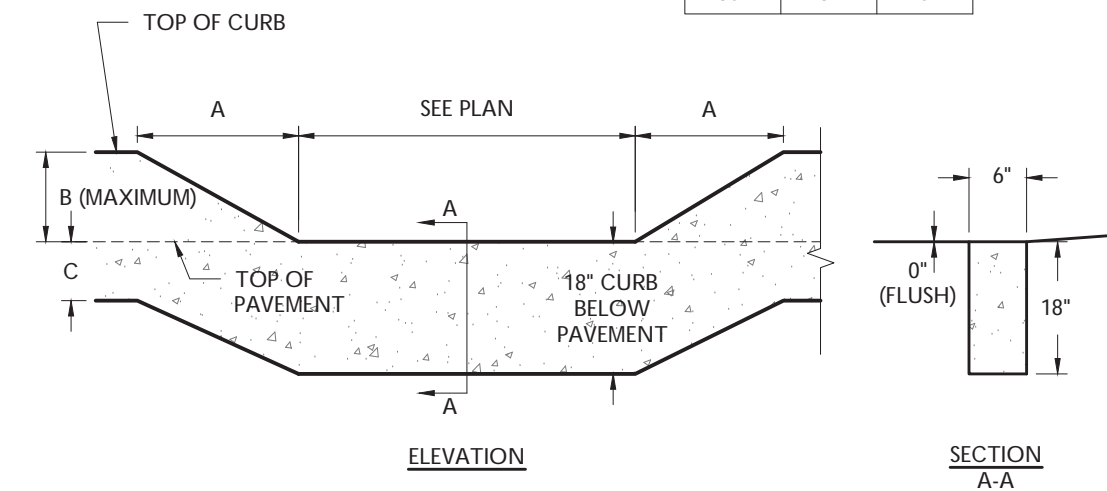 TOP OF CURB
A
SEE PLAN
A
B (MAXIMUM)
A
6"
C
TOP OF
PAVEMENT
18" CURB
BELOW
PAVEMENT
0"
(FLUSH)
18"
A
ELEVATION
SECTION
A-A